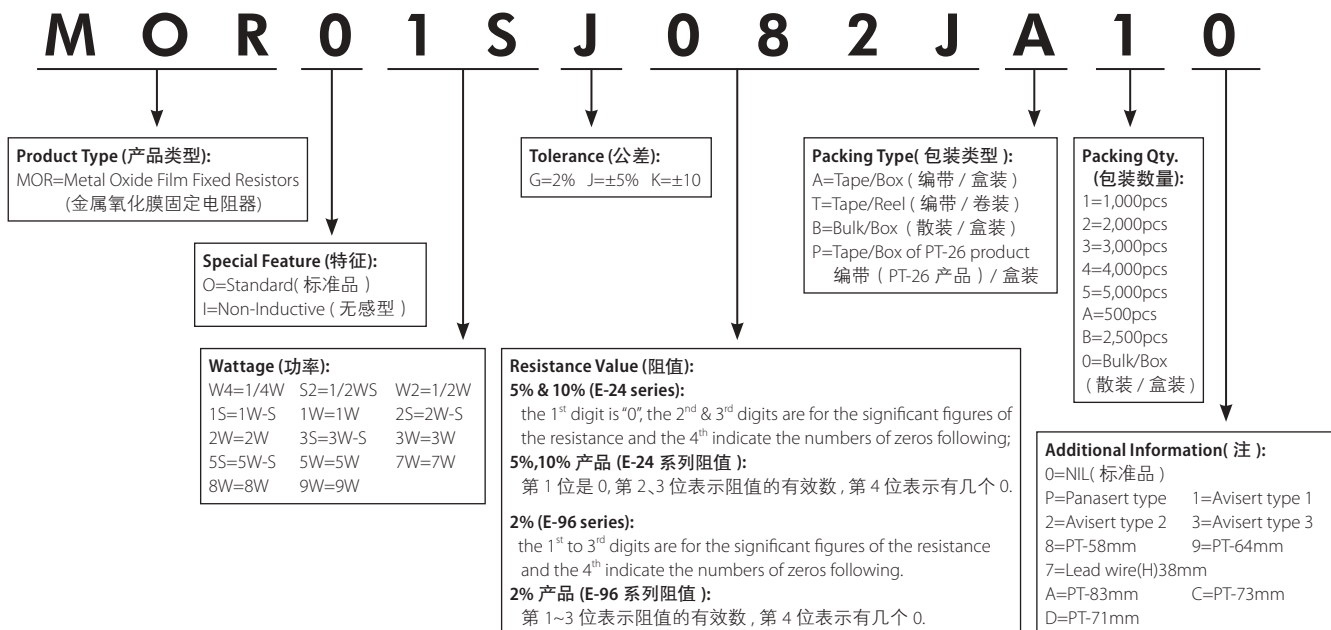 MOR01SJ082JA10
Product Type (产品类型):
MOR=Metal Oxide Film Fixed Resistors
(金属氧化膜固定电阻器)
Special Feature (特征):
O=Standard( 标准品 )
I=Non-Inductive ( 无感型 )
Wattage (功率):
W4=1/4W S2=1/2WS W2=1/2W
1S=1W-S 1W=1W 2S=2W-S
2W=2W 3S=3W-S 3W=3W
5S=5W-S 5W=5W 7W=7W
8W=8W 9W=9W
Tolerance (公差):
G=2% J=±5% K=±10
Resistance Value (阻值):
5% & 10% (E-24 series):
the 1st digit is "0", the 2nd & 3rd digits are for the significant figures of
the resistance and the 4th indicate the numbers of zeros following;
5%,10% 产品 (E-24 系列阻值 ):
第 1 位是 0, 第 2、3 位表示阻值的有效数 , 第 4 位表示有几个 0.
2% (E-96 series):
the 1st to 3rd digits are for the significant figures of the resistance
and the 4th indicate the numbers of zeros following.
2% 产品 (E-96 系列阻值 ):
第 1~3 位表示阻值的有效数 , 第 4 位表示有几个 0.
Packing Type( 包装类型 ):
A=Tape/Box ( 编带 / 盒装 )
T=Tape/Reel ( 编带 / 卷装 )
B=Bulk/Box ( 散装 / 盒装 )
P=Tape/Box of PT-26 product
编带 ( PT-26 产品 ) / 盒装
Packing Qty.
(包装数量):
1=1,000pcs
2=2,000pcs
3=3,000pcs
4=4,000pcs
5=5,000pcs
A=500pcs
B=2,500pcs
0=Bulk/Box
( 散装 / 盒装 )
Additional Information( 注 ):
0=NIL( 标准品 )
P=Panasert type 1=Avisert type 1
2=Avisert type 2 3=Avisert type 3
8=PT-58mm 9=PT-64mm
7=Lead wire(H)38mm
A=PT-83mm C=PT-73mm
D=PT-71mm